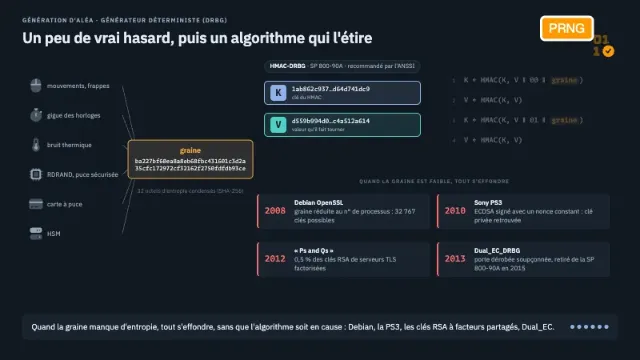 GÉNÉRATION D'ALÉA · GÉNÉRATEUR DÉTERMINISTE (DRBG)
Un peu de vrai hasard, puis un algorithme qui l'étire
PRNG
mouvements, frappes
gigue des horloges
bruit thermique
RDRAND, puce sécurisée
carte à puce
HSM
graine
32 octets d'entropie condensés (SHA-256)
HMAC-DRBG · SP 800-90A · recommandé par l'ANSSI
K
1ab862c937…d64d741dc9
clé du HMAC
V
d559b094d0…c4a512a614
valeur qu'il fait tourner
K = HMAC(K, V ‖ 00 ‖ graine)
V = HMAC(K, V)
K = HMAC(K, V ‖ 01 ‖ graine)
V = HMAC(K, V)
QUAND LA GRAINE EST FAIBLE, TOUT S'EFFONDRE
2008
Debian OpenSSL
graine réduite au n° de processus : 32 767
clés possibles
2010
Sony PS3
ECDSA signé avec un nonce constant : clé
privée retrouvée
2012
« Ps and Qs »
0,5 % des clés RSA de serveurs TLS
factorisées
2013
Dual_EC_DRBG
porte dérobée soupçonnée, retiré de la SP
800-90A en 2015
Quand la graine manque d'entropie, tout s'effondre, sans que l'algorithme soit en cause : Debian, la PS3, les clés RSA à facteurs partagés, Dual_EC.